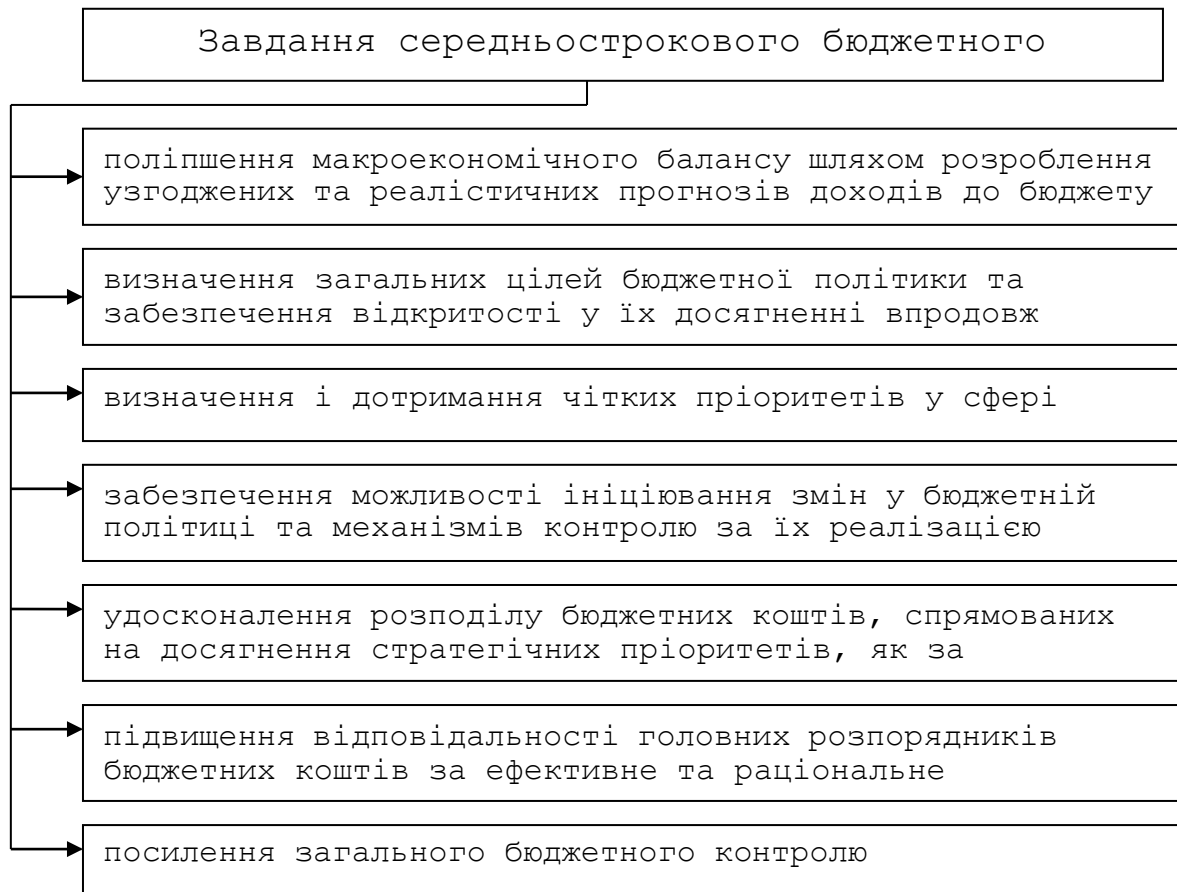 Завдання середньострокового бюджетного
поліпшення макроекономічного балансу шляхом розроблення
узгоджених та реалістичних прогнозів доходів до бюджету
визначення загальних цілей бюджетної політики та
забезпечення відкритості у їх досягненні впродовж
визначення і дотримання чітких пріоритетів у сфері
забезпечення можливості ініціювання змін у бюджетній
політиці та механізмів контролю за їх реалізацією
удосконалення розподілу бюджетних коштів, спрямованих
на досягнення стратегічних пріоритетів, як за
підвищення відповідальності головних розпорядників
бюджетних коштів за ефективне та раціональне
посилення загального бюджетного контролю